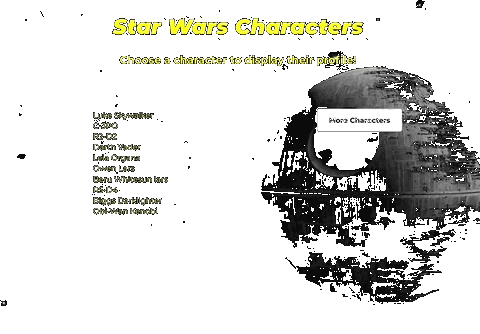 Star Wars Characters
Choose a character to display their profile!
More Characters
Luke Skywalker
C-3PO
R2-D2
Darth Vader
Leia Organa
Owen Lars
Beru Whitesun lars
R5-D4
Biggs Darklighter
Obi-Wan Kenobi